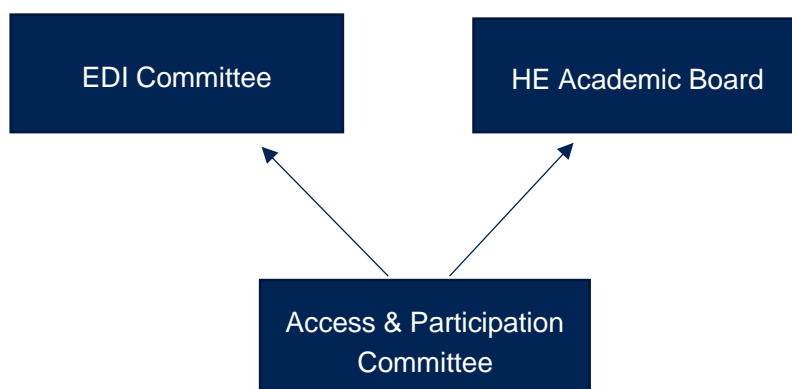 EDI Committee
HE Academic Board
Access & Participation
Committee